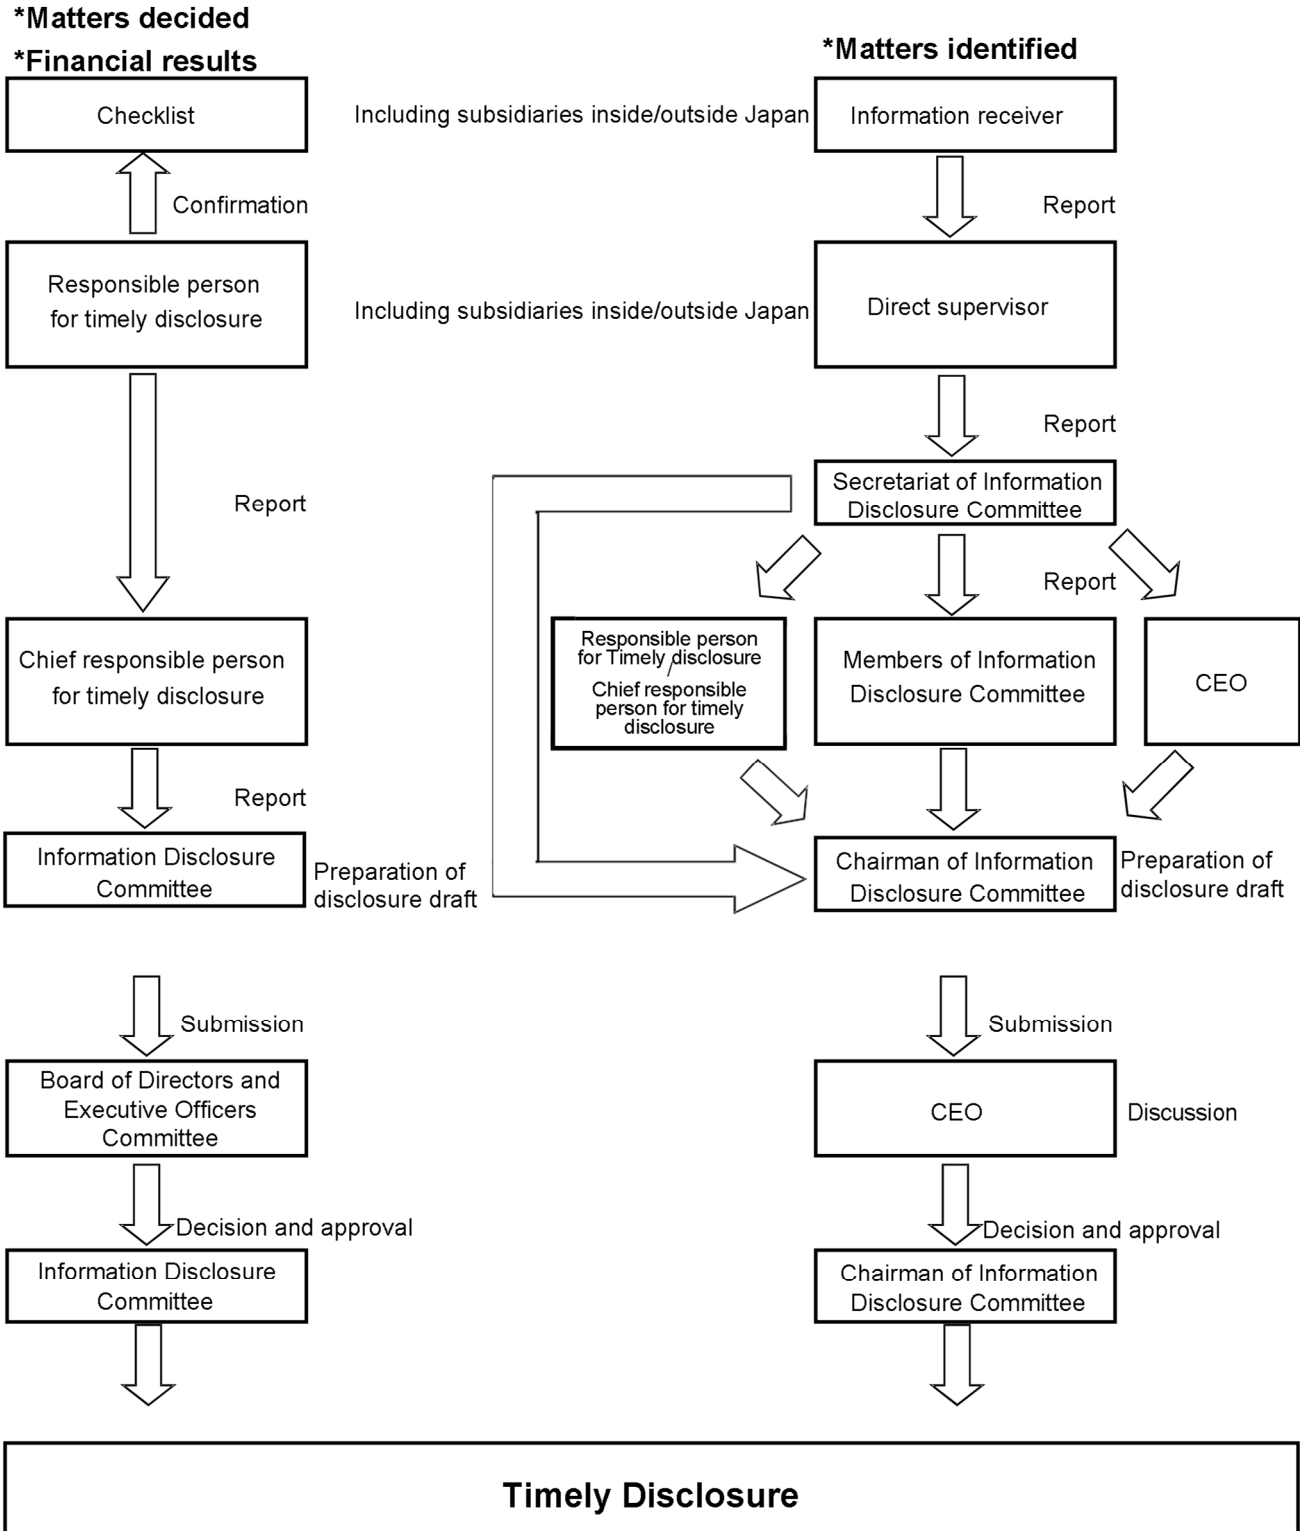 *Matters decided
*Financial results
Checklist
Confirmation
Responsible person
for timely disclosure
Report
Chief responsible person
for timely disclosure
Report
Information Disclosure
Committee
Preparation of
disclosure draft
Submission
Board of Directors and
Executive Officers
Committee
Decision and approval
Information Disclosure
Committee
*Matters identified
Including subsidiaries inside/outside Japan
Information receiver
Report
Including subsidiaries inside/outside Japan
Direct supervisor
Report
Secretariat of Information
Disclosure Committee
Report
Responsible person
for Timely disclosure
/
Chief responsible
person for timely
disclosure
Members of Information
Disclosure Committee
CEO
Chairman of Information
Disclosure Committee
Preparation of
disclosure draft
Submission
CEO
Discussion
Decision and approval
Chairman of Information
Disclosure Committee
Timely Disclosure